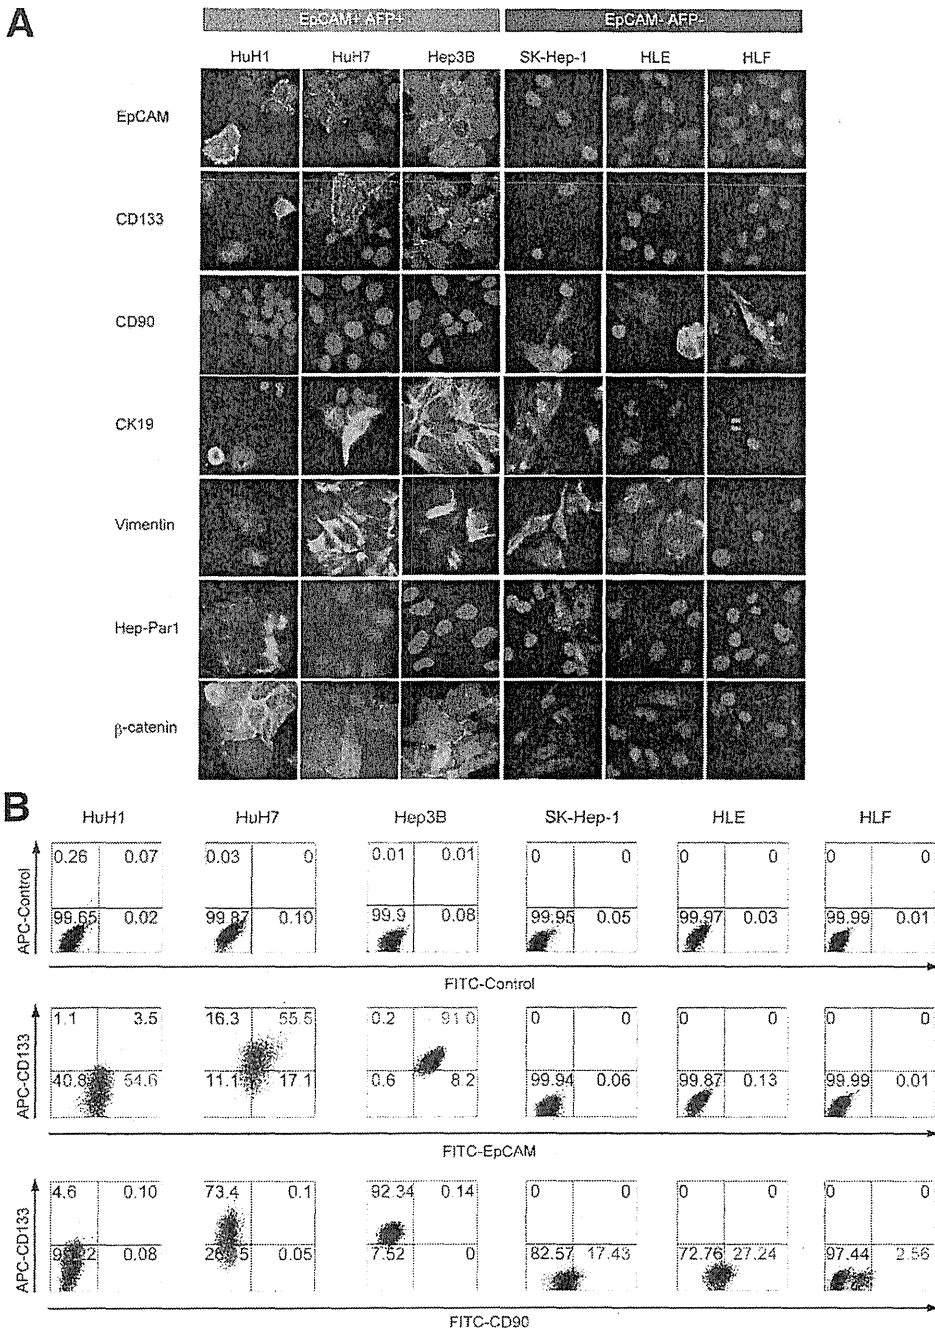 A
EpCAM+ AFP+ EpCAM- AFP-
HuH1 HuH7 Hep3B SK-Hep-1 HLE HLF
EpCAM
CD133
CD90
CK19
Vimentin
Hep-Par1
β-catenin
B
HuH1 HuH7 Hep3B SK-Hep-1 HLE HLF
APC-Control
0.26 0.07 0.03 0 0.01 0.01 0 0 0 0 0 0
99.65 0.02 99.87 0.10 99.9 0.08 99.95 0.05 99.97 0.03 99.99 0.01
FITC-Control
APC-CD133
1.1 3.5 16.3 55.5 0.2 91.0 0 0 0 0 0 0
40.8 54.6 11.1 17.1 0.6 8.2 99.94 0.06 99.87 0.13 99.99 0.01
FITC-EpCAM
APC-CD133
4.6 0.10 73.4 0.1 92.34 0.14 0 0 0 0 0 0
0.08 0.05 7.52 0 82.57 17.43 72.76 27.24 97.44 2.56
FITC-CD90